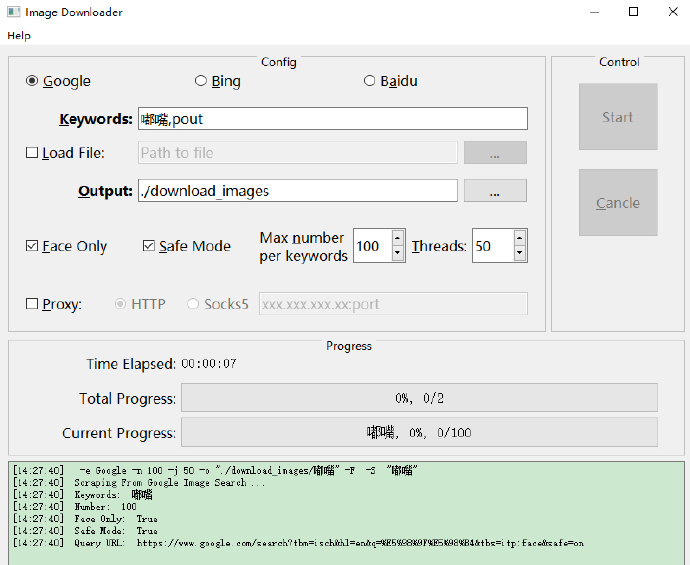 Image Downloader
Help
Config
Control
Google
Bing
Baidu
Keywords: 嘟嘴,pout
Load File: Path to file ...
Output: ./download_images ...
Start
Cancle
Face Only
Safe Mode
Max number per keywords 100
Threads: 50
Proxy: HTTP Socks5 xxx.xxx.xxx.xx:port
Progress
Time Elapsed: 00:00:07
Total Progress: 0%, 0/2
Current Progress: 嘟嘴, 0%, 0/100
[14:27:40] -e Google -n 100 -j 50 -o "./download_images/嘟嘴" -F -S "嘟嘴"
[14:27:40] Scraping From Google Image Search ...
[14:27:40] Keywords: 嘟嘴
[14:27:40] Number: 100
[14:27:40] Face Only: True
[14:27:40] Safe Mode: True
[14:27:40] Query URL: https://www.google.com/search?tbm=isch&hl=en&q=%E5%98%9F%E5%98%B4&tbs=itp:face&safe=on